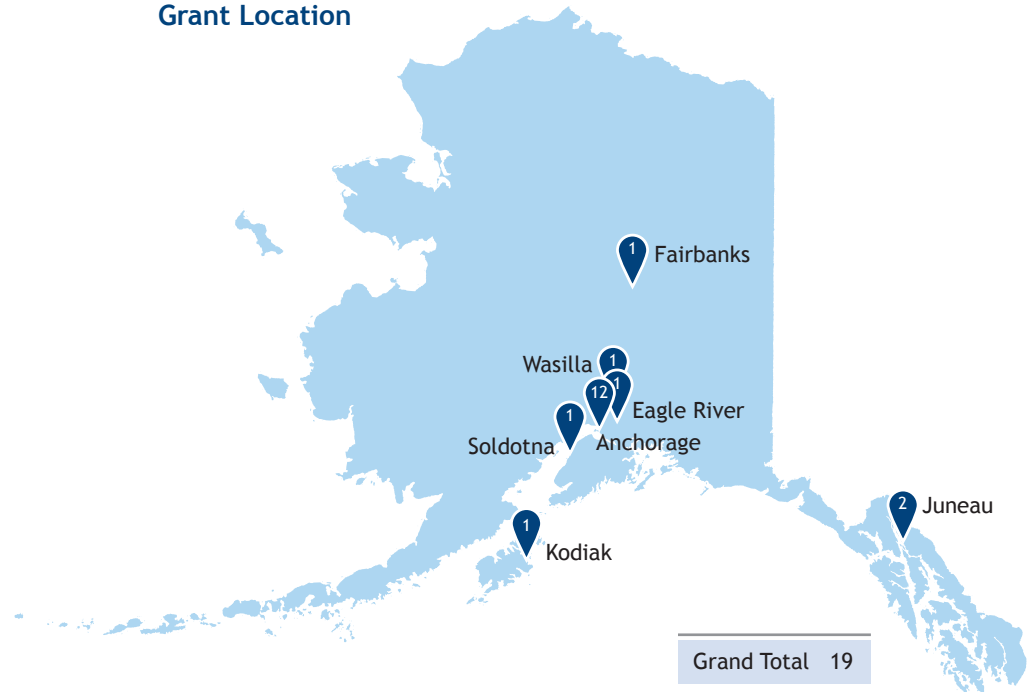 Grant Location
1 Fairbanks
Wasilla 1
12
1
Eagle River
1
Soldotna
Anchorage
2 Juneau
1
Kodiak
Grand Total 19